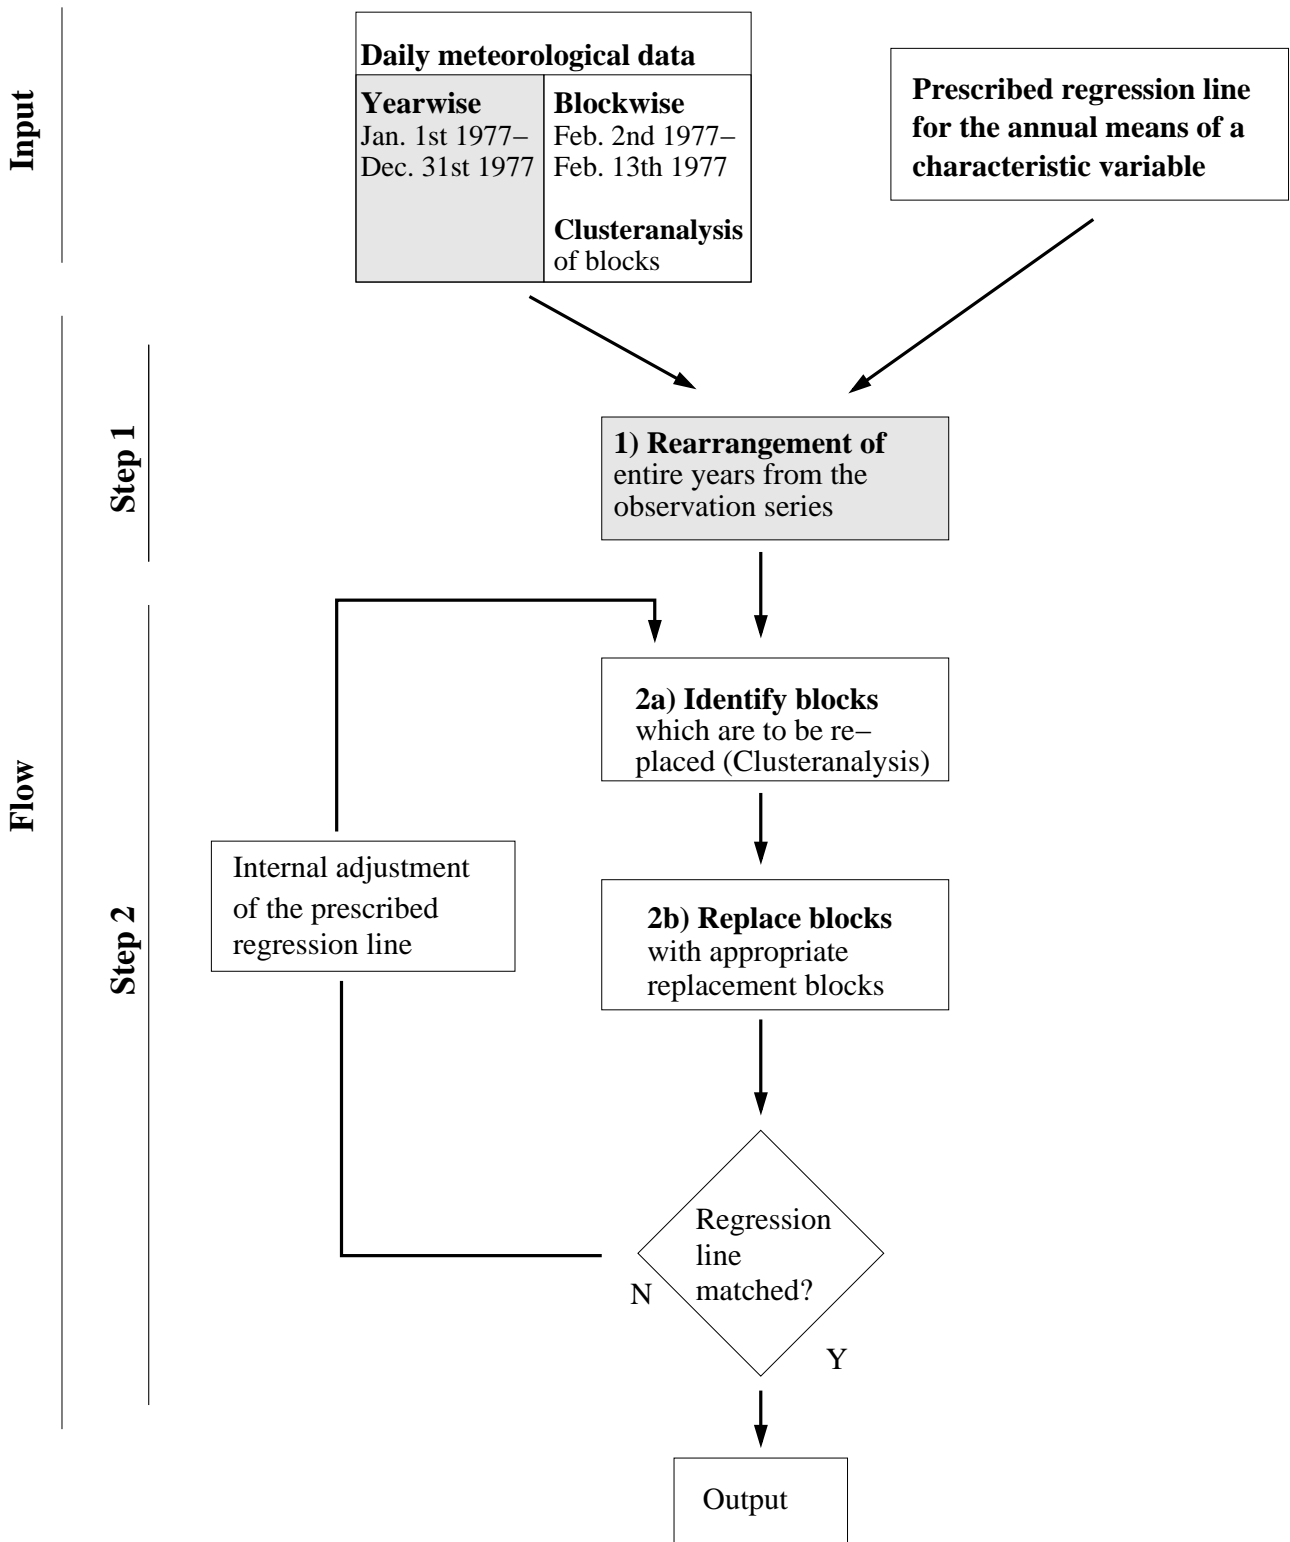 Input
Daily meteorological data
Yearwise
Jan. 1st 1977–
Dec. 31st 1977
Blockwise
Feb. 2nd 1977–
Feb. 13th 1977
Clusteranalysis
of blocks
Prescribed regression line
for the annual means of a
characteristic variable
Flow
Step 1
1) Rearrangement of
entire years from the
observation series
Step 2
2a) Identify blocks
which are to be re–
placed (Clusteranalysis)
Internal adjustment
of the prescribed
regression line
2b) Replace blocks
with appropriate
replacement blocks
Regression
line
matched?
N
Y
Output